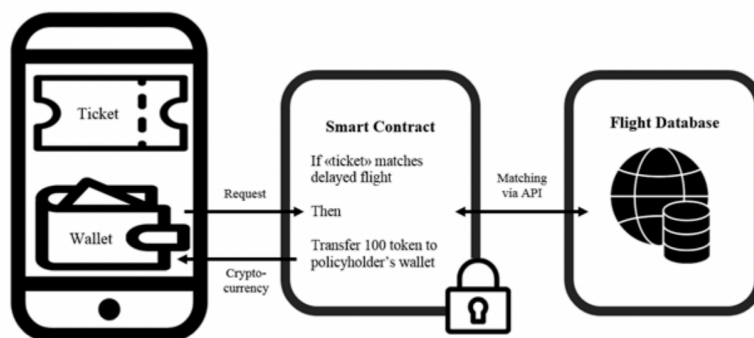 Ticket
Wallet
Request
Crypto-
currency
Smart Contract
If «ticket» matches
delayed flight
Then
Transfer 100 token to
policyholder’s wallet
Matching
via API
Flight Database